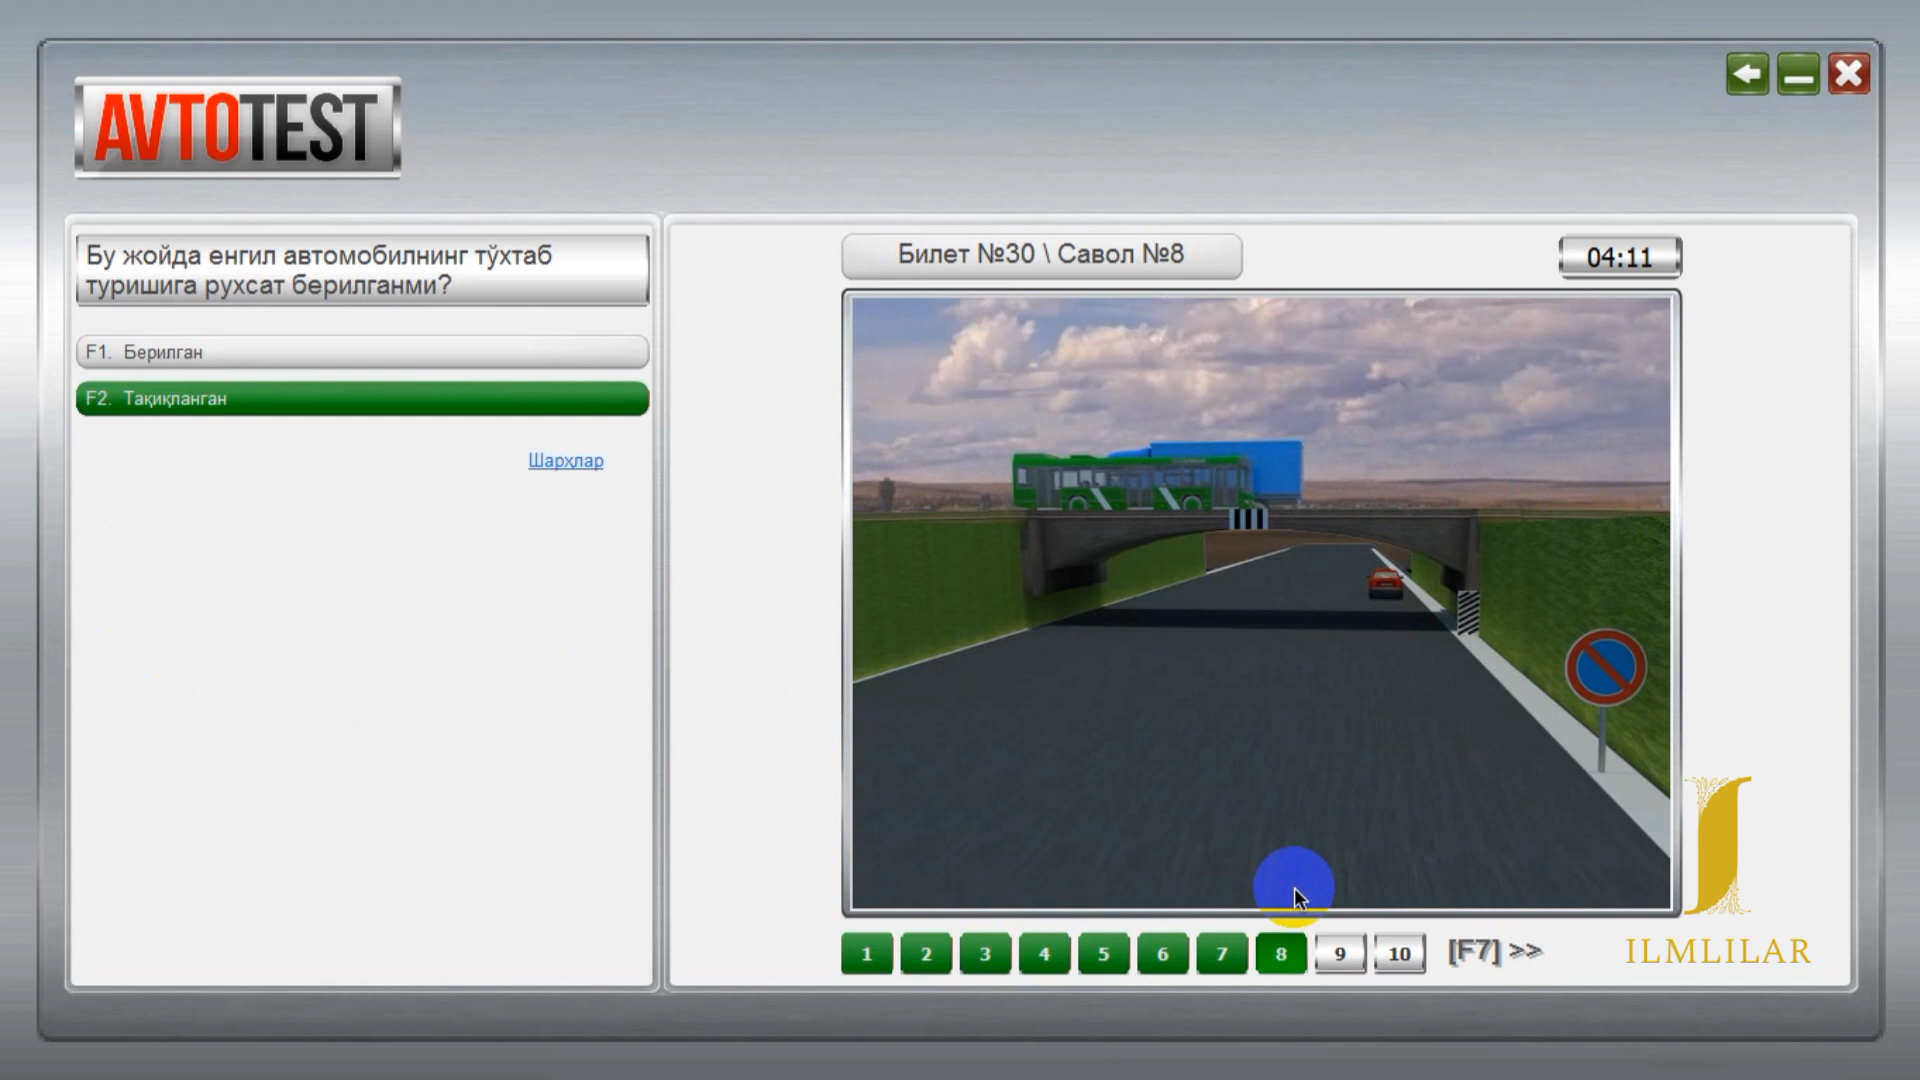 AVTOTEST
Бу жойда енгил автомобилнинг тўхтаб
туришига рухсат берилганми?
F1. Берилган
F2. Тақиқланган
Шарҳлар
Билет №30 \ Савол №8
04:11
1 2 3 4 5 6 7 8 9 10 [F7] >>
ILMLILAR